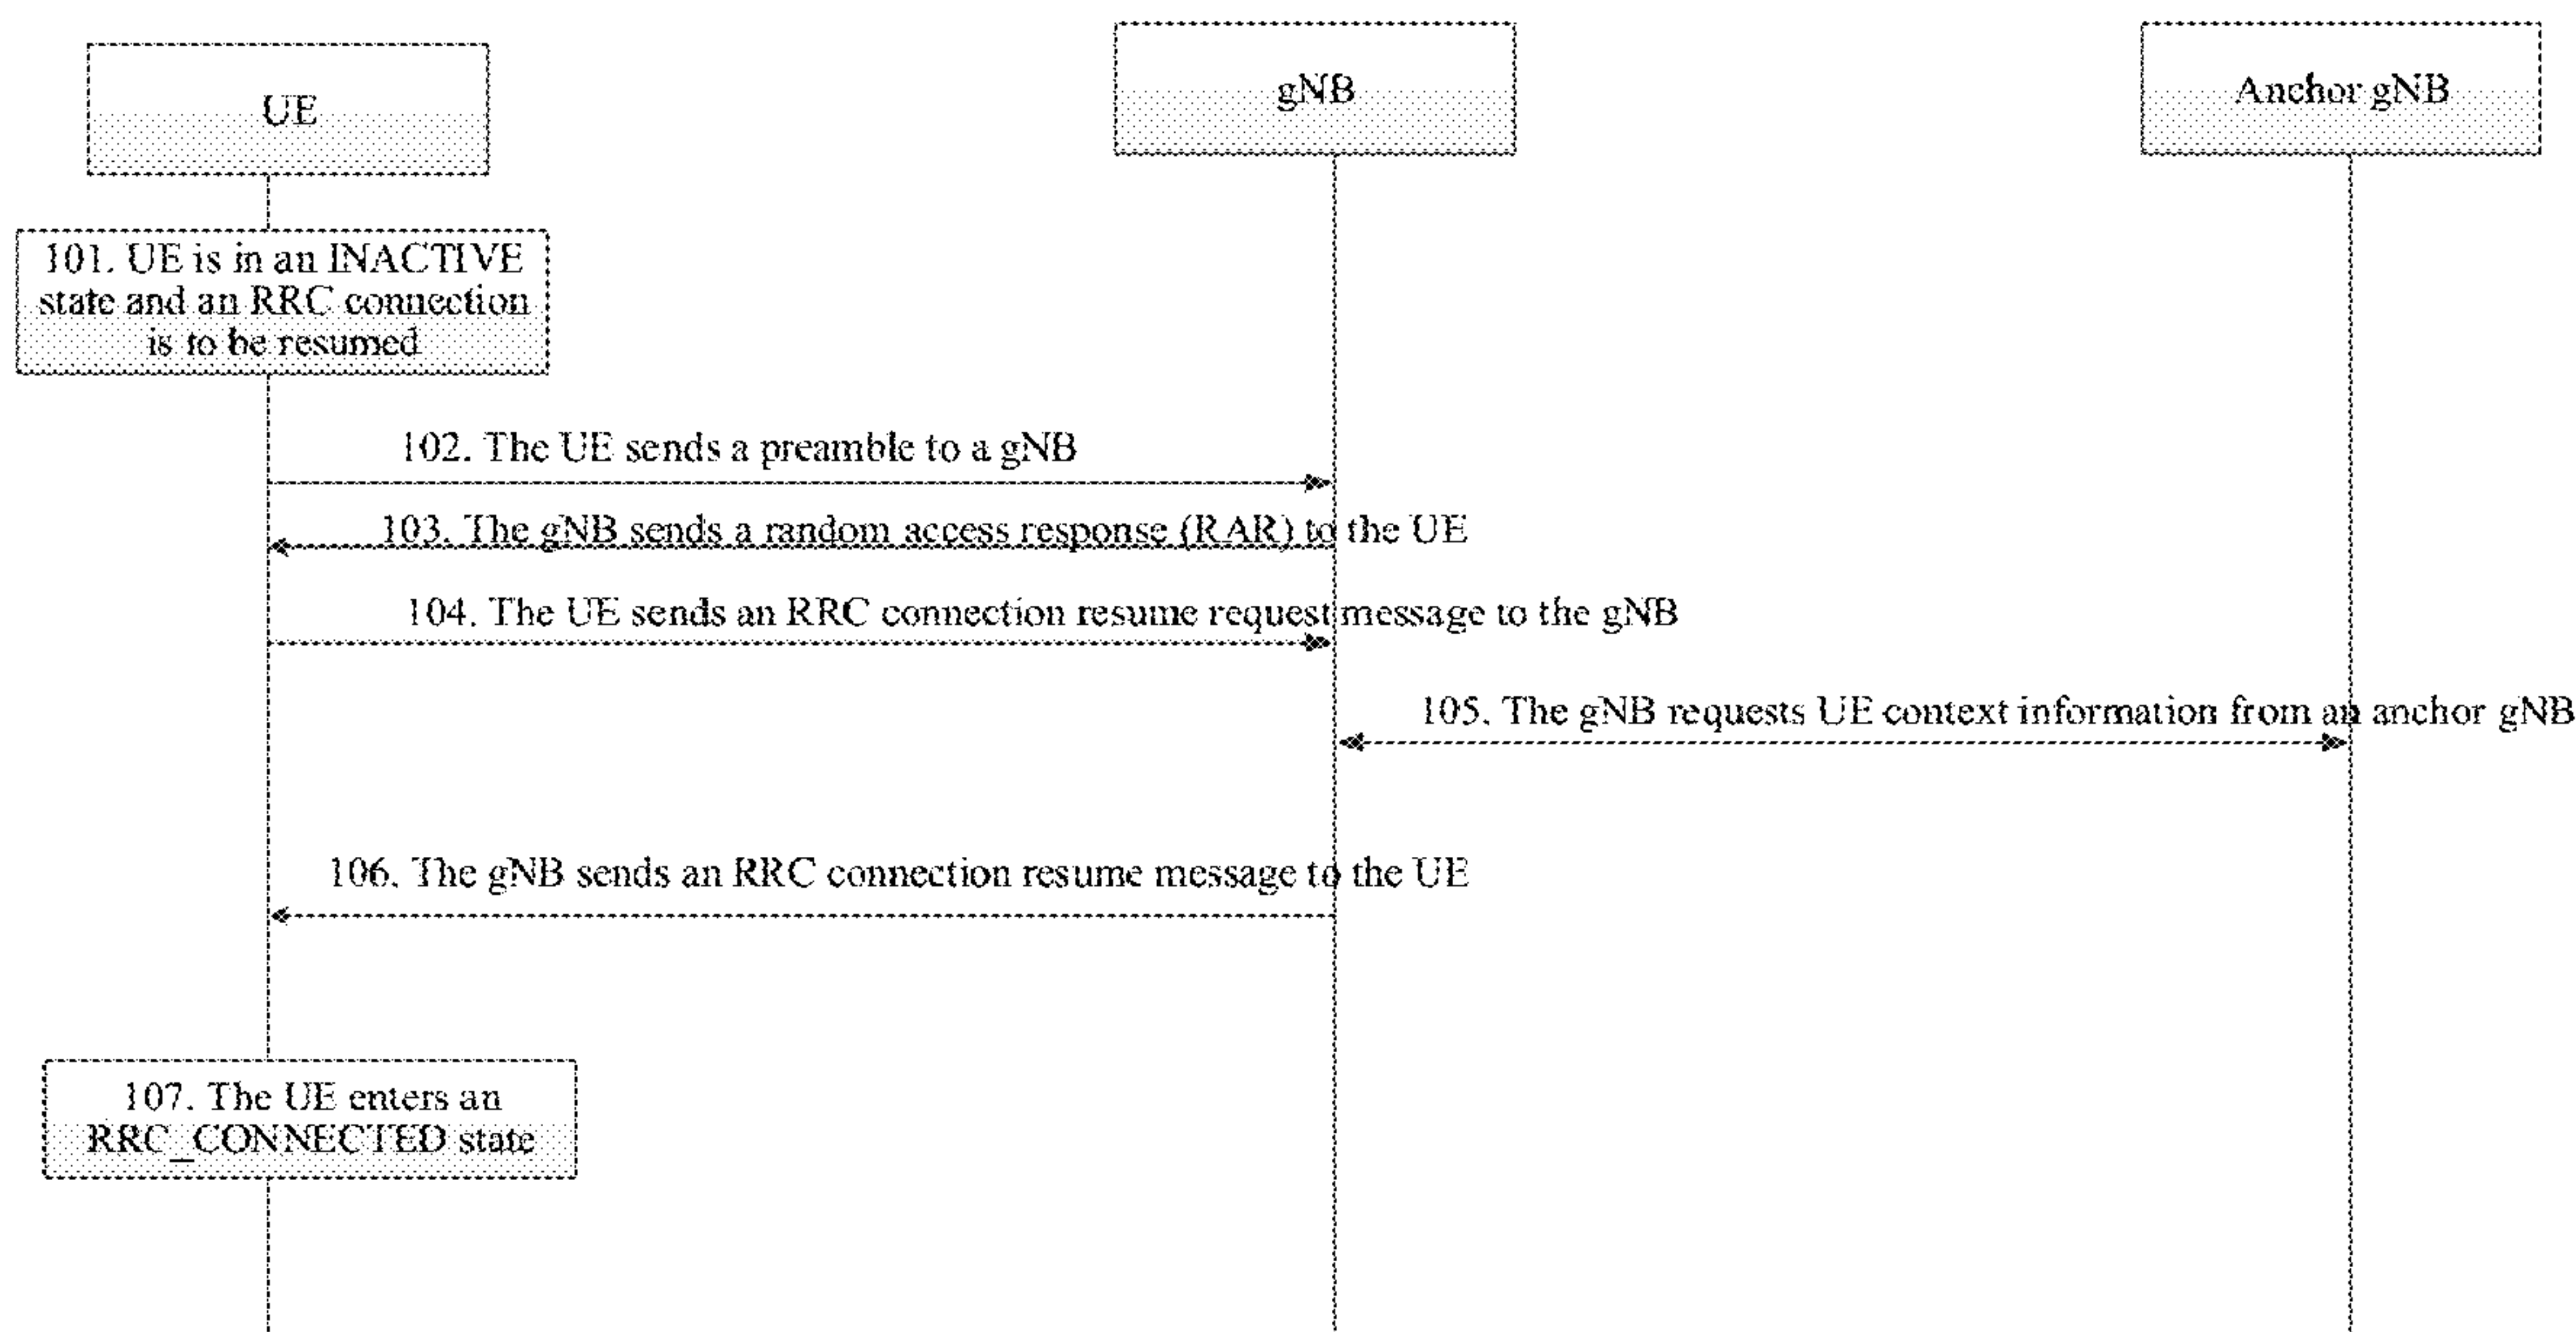 UE
gNB
Anchor gNB
101. UE is in an INACTIVE
state and an RRC connection
is to be resumed
102. The UE sends a preamble to a gNB
103. The gNB sends a random access response (RAR) to the UE
104. The UE sends an RRC connection resume request message to the gNB
105. The gNB requests UE context information from an anchor gNB
106. The gNB sends an RRC connection resume message to the UE
107. The UE enters an
RRC_CONNECTED state